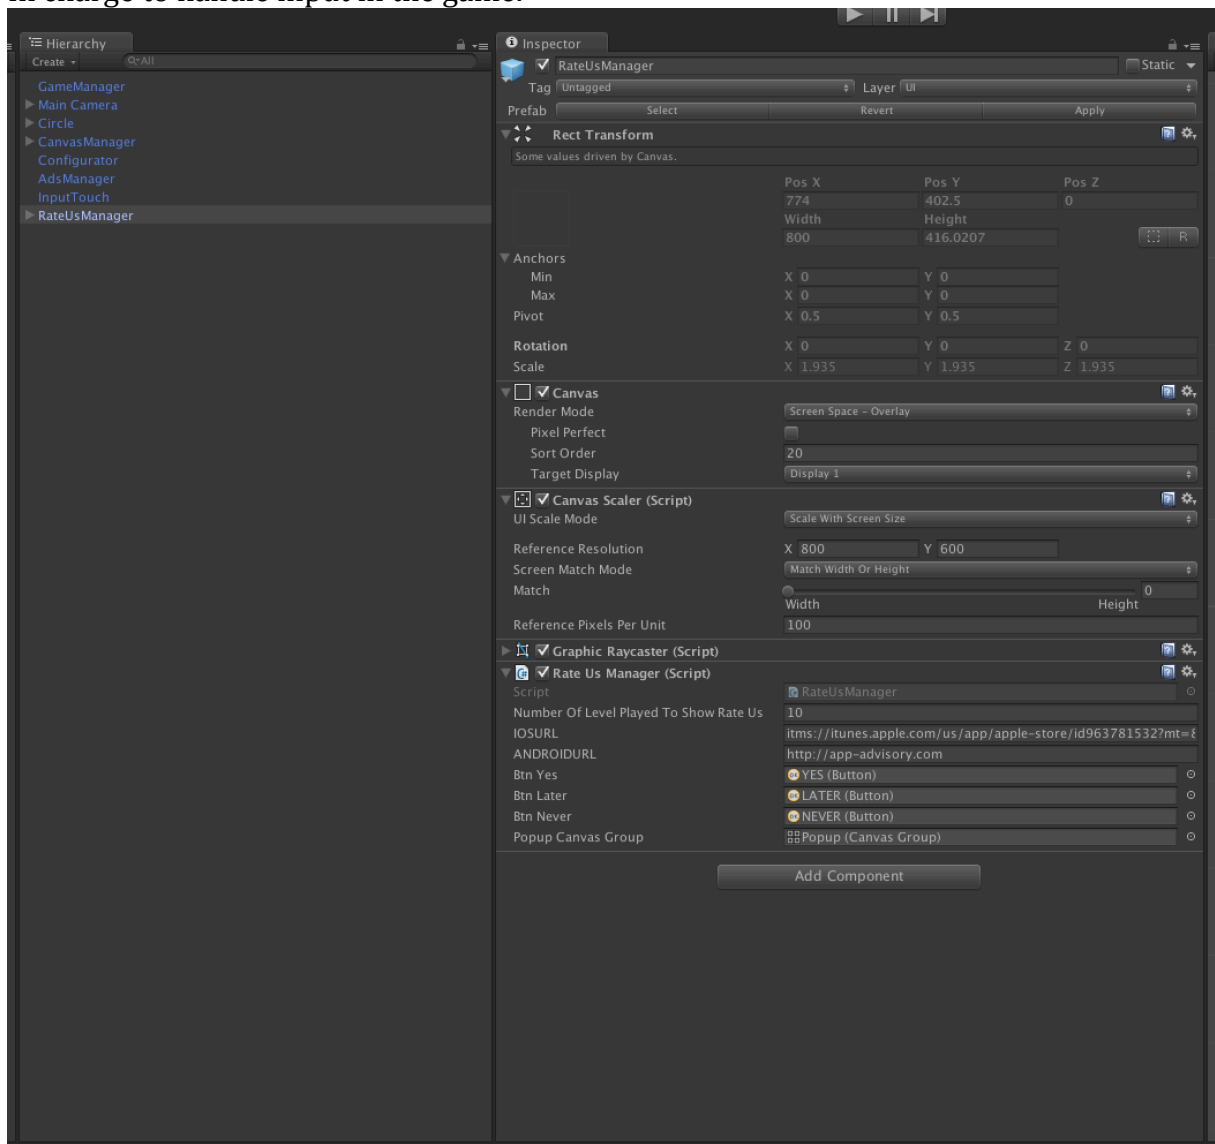 in charge to handle input in the game.
Hierarchy
Create
All
GameManager
Main Camera
Circle
CanvasManager
Configurator
AdsManager
InputTouch
RateUsManager
Inspector
RateUsManager Static
Tag Untagged Layer UI
Prefab Select Revert Apply
Rect Transform
Some values driven by Canvas.
Pos X Pos Y Pos Z
774 402.5 0
Width Height
800 416.0207 R
Anchors
Min X 0 Y 0
Max X 0 Y 0
Pivot X 0.5 Y 0.5
Rotation X 0 Y 0 Z 0
Scale X 1.935 Y 1.935 Z 1.935
Canvas
Render Mode Screen Space - Overlay
Pixel Perfect
Sort Order 20
Target Display Display 1
Canvas Scaler (Script)
UI Scale Mode Scale With Screen Size
Reference Resolution X 800 Y 600
Screen Match Mode Match Width Or Height
Match 0
Width Height
Reference Pixels Per Unit 100
Graphic Raycaster (Script)
Rate Us Manager (Script)
Script RateUsManager
Number Of Level Played To Show Rate Us 10
IOSURL itms://itunes.apple.com/us/app/apple-store/id963781532?mt=
ANDROIDURL http://app-advisory.com
Btn Yes YES (Button)
Btn Later LATER (Button)
Btn Never NEVER (Button)
Popup Canvas Group Popup (Canvas Group)
Add Component